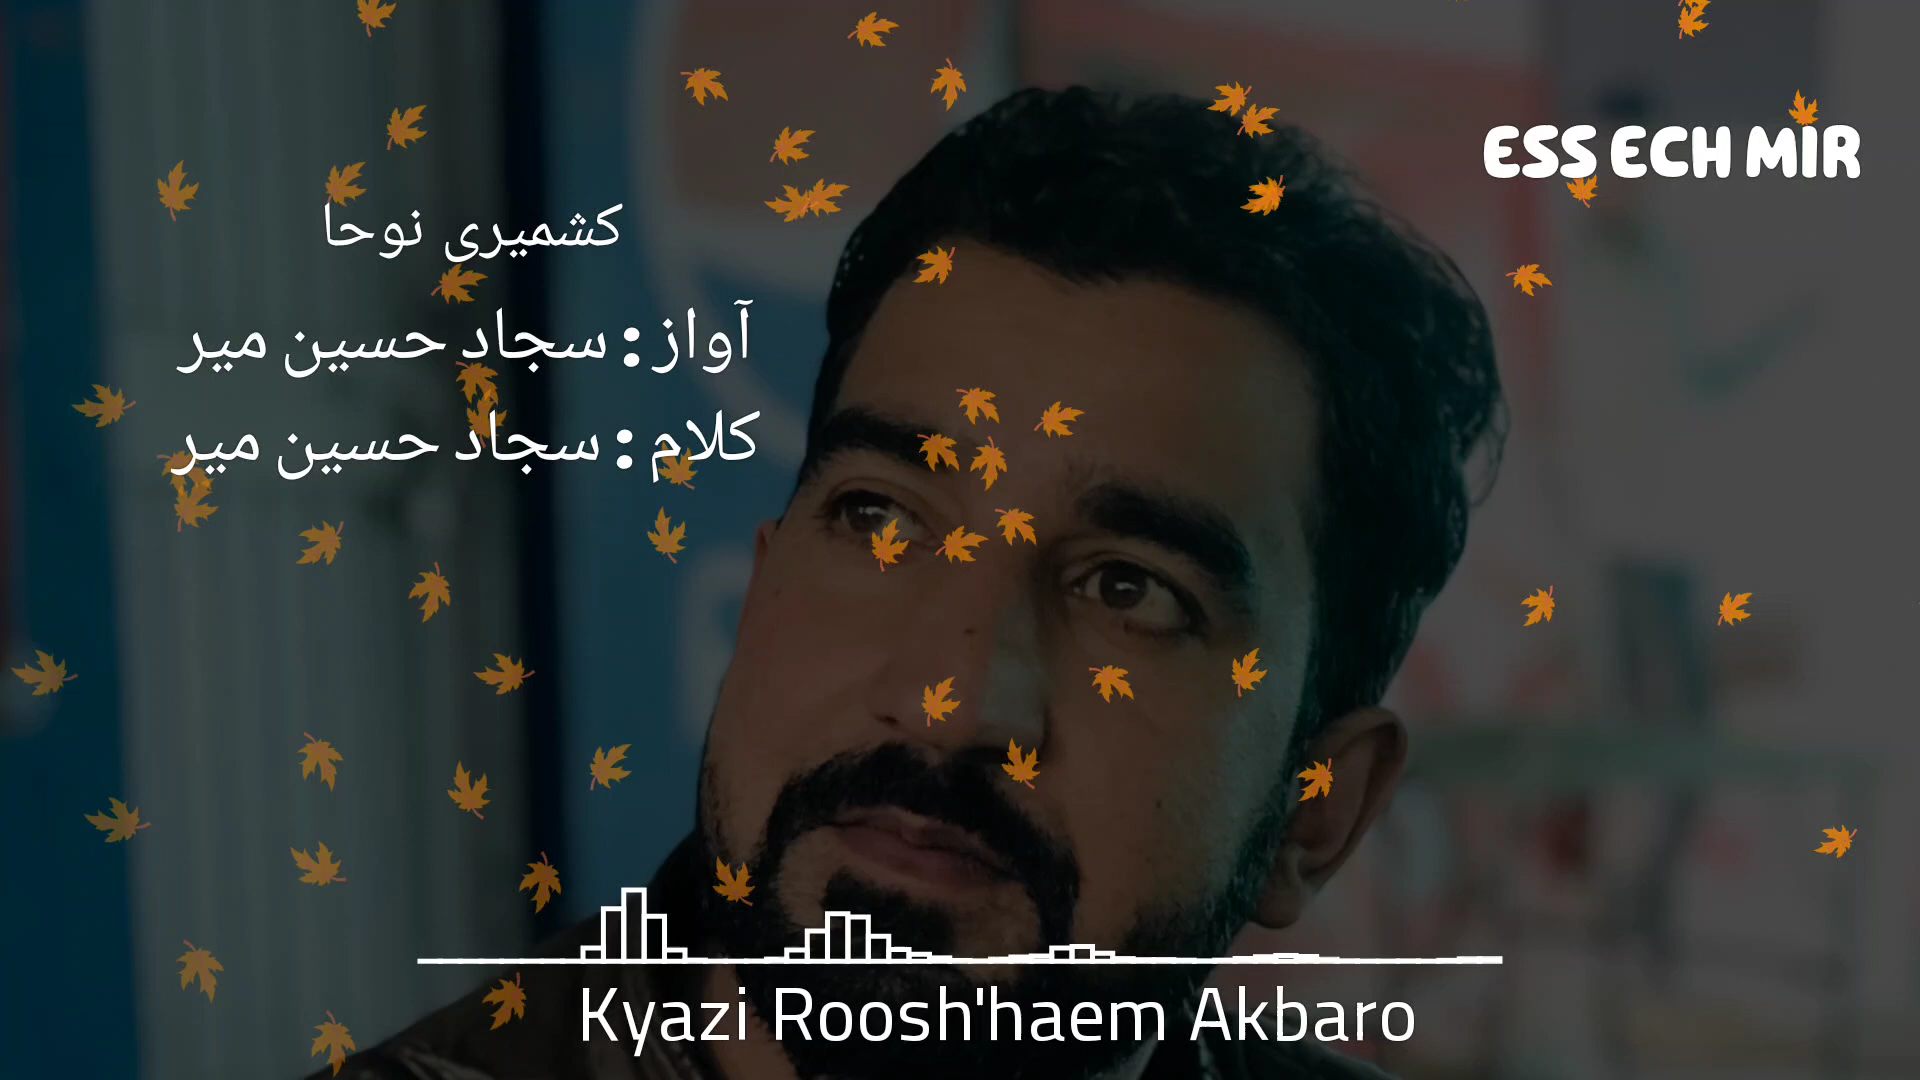 ESS ECH MIR
کشمیری نوحا
آواز : سجاد حسین میر
کلام : سجاد حسین میر
Kyazi Roosh'haem Akbaro